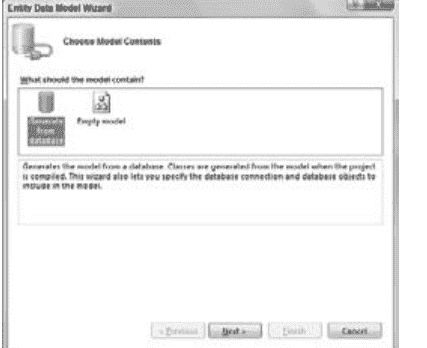 Entity Data Model Wizard
Choose Model Contents
What should the model contain?
Generate
from
database
Empty model
Generates the model from a database. Classes are generated from the model when the project
is compiled. This wizard also lets you specify the database connection and database objects to
include in the model.
< Previous
Next >
Finish
Cancel